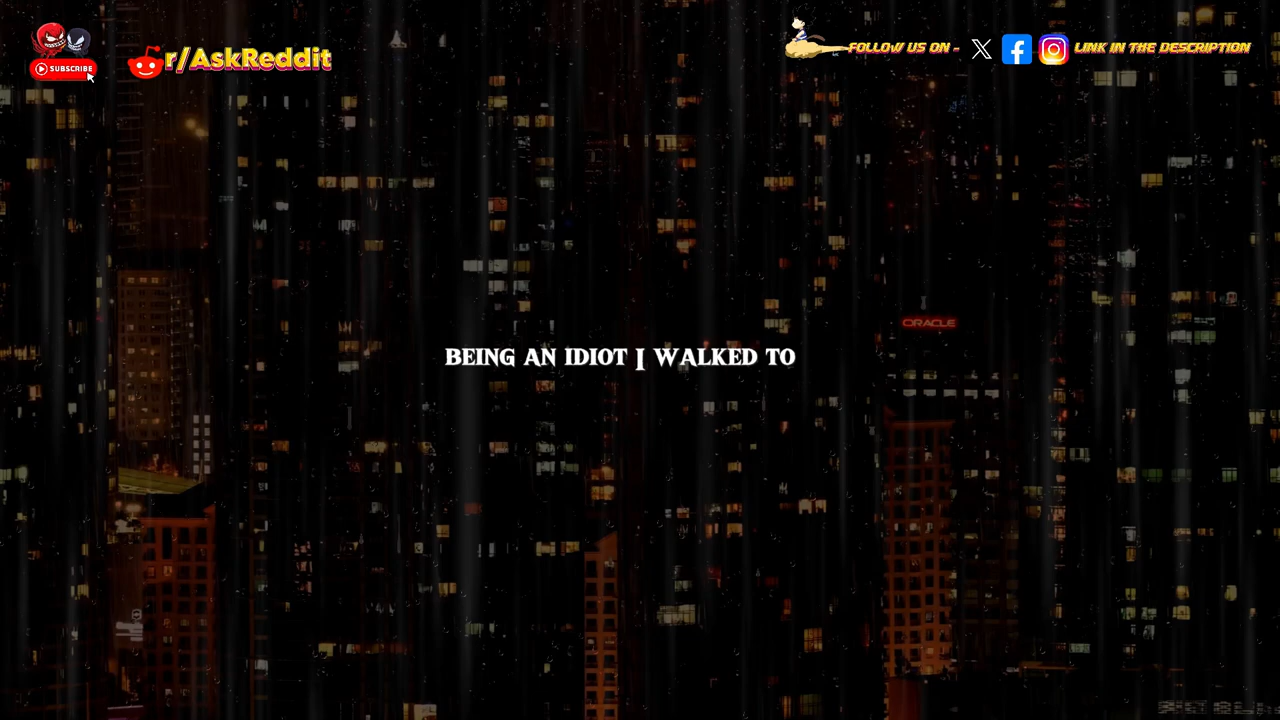 SUBSCRIBE
r/AskReddit
FOLLOW US ON -
LINK IN THE DESCRIPTION
ORACLE
BEING AN IDIOT I WALKED TO